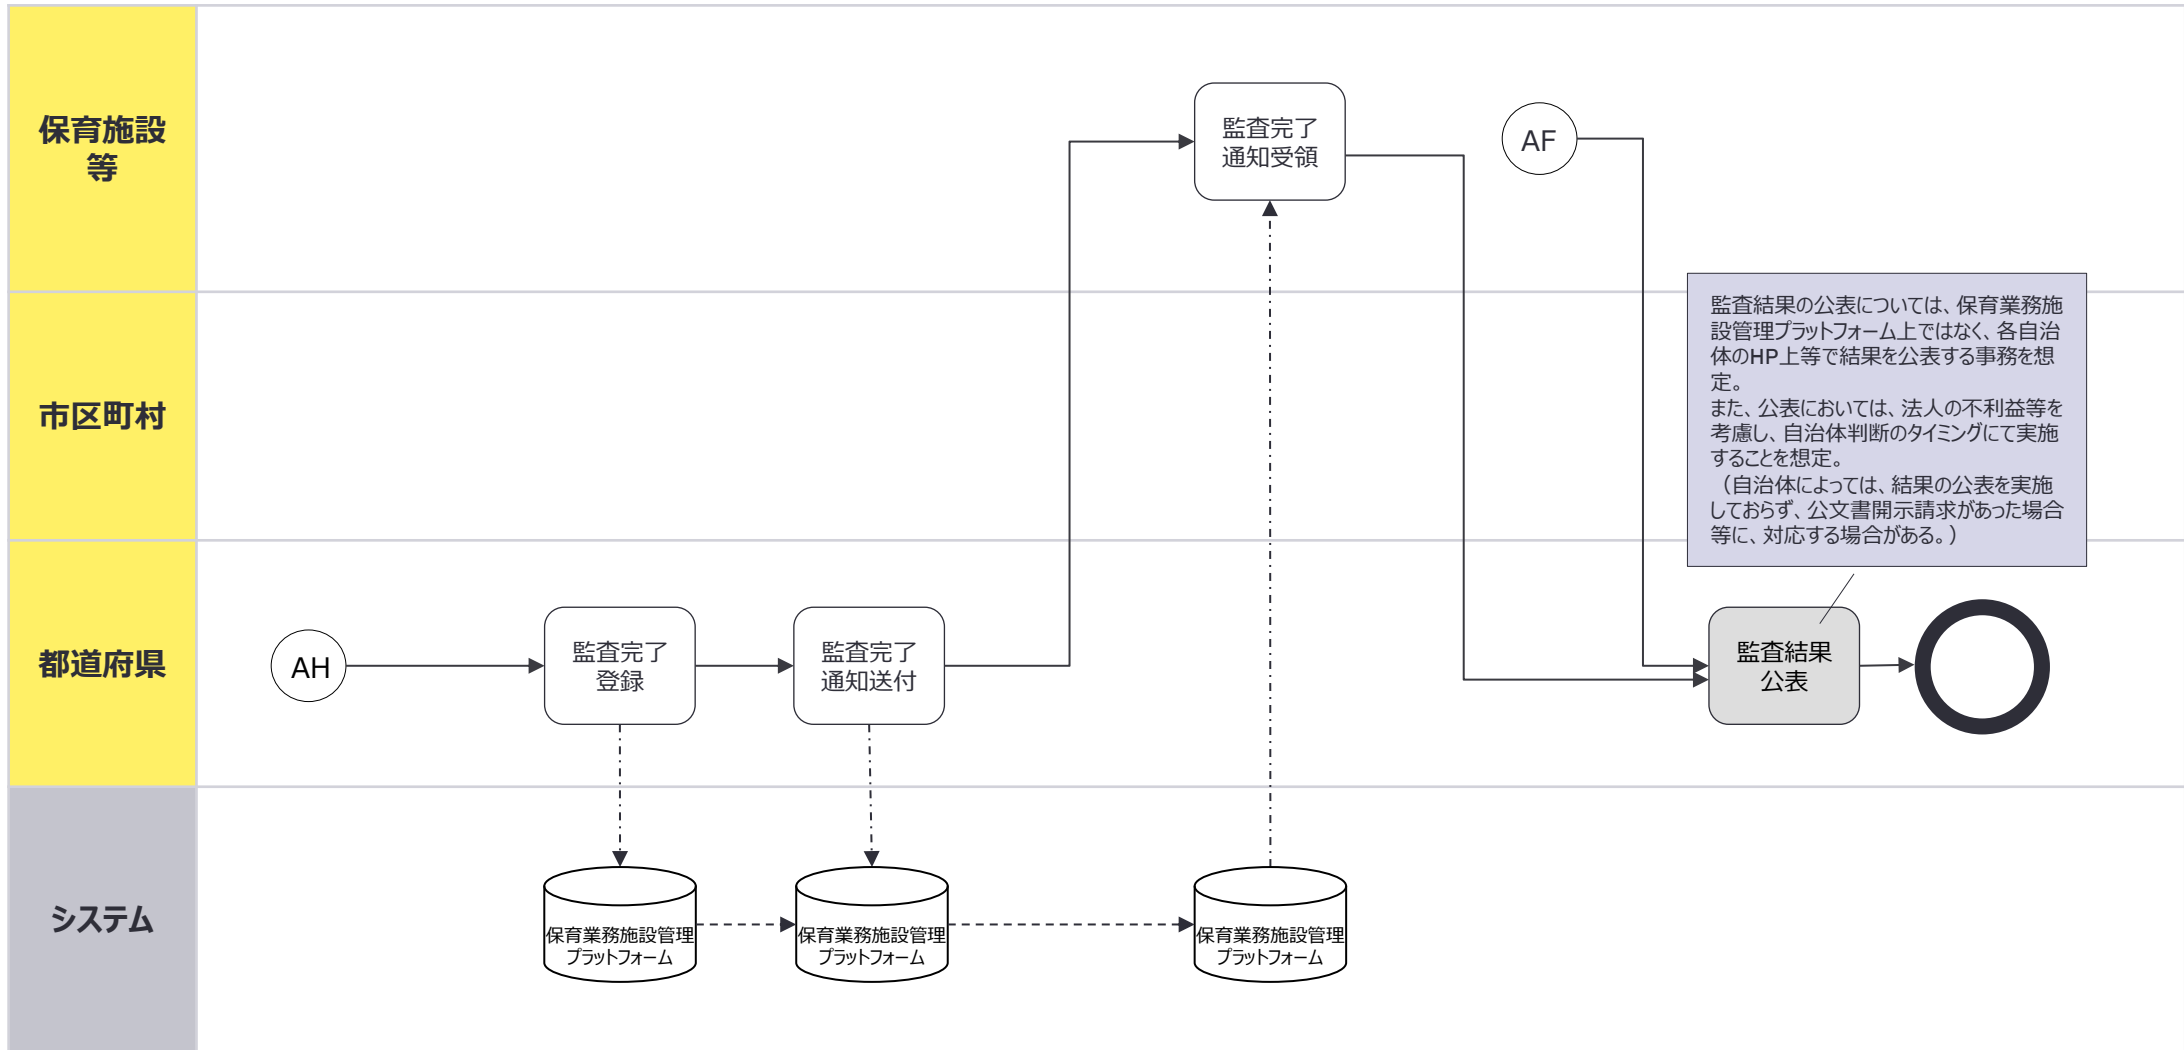 保育施設
等
監査完了
通知受領
AF
市区町村
監査結果の公表については、保育業務施
設管理プラットフォーム上ではなく、各自治
体のHP上等で結果を公表する事務を想
定。
また、公表においては、法人の不利益等を
考慮し、自治体判断のタイミングにて実施
することを想定。
（自治体によっては、結果の公表を実施
しておらず、公文書開示請求があった場合
等に、対応する場合がある。）
都道府県
AH
監査完了
登録
監査完了
通知送付
監査結果
公表
システム
保育業務施設管理
プラットフォーム
保育業務施設管理
プラットフォーム
保育業務施設管理
プラットフォーム